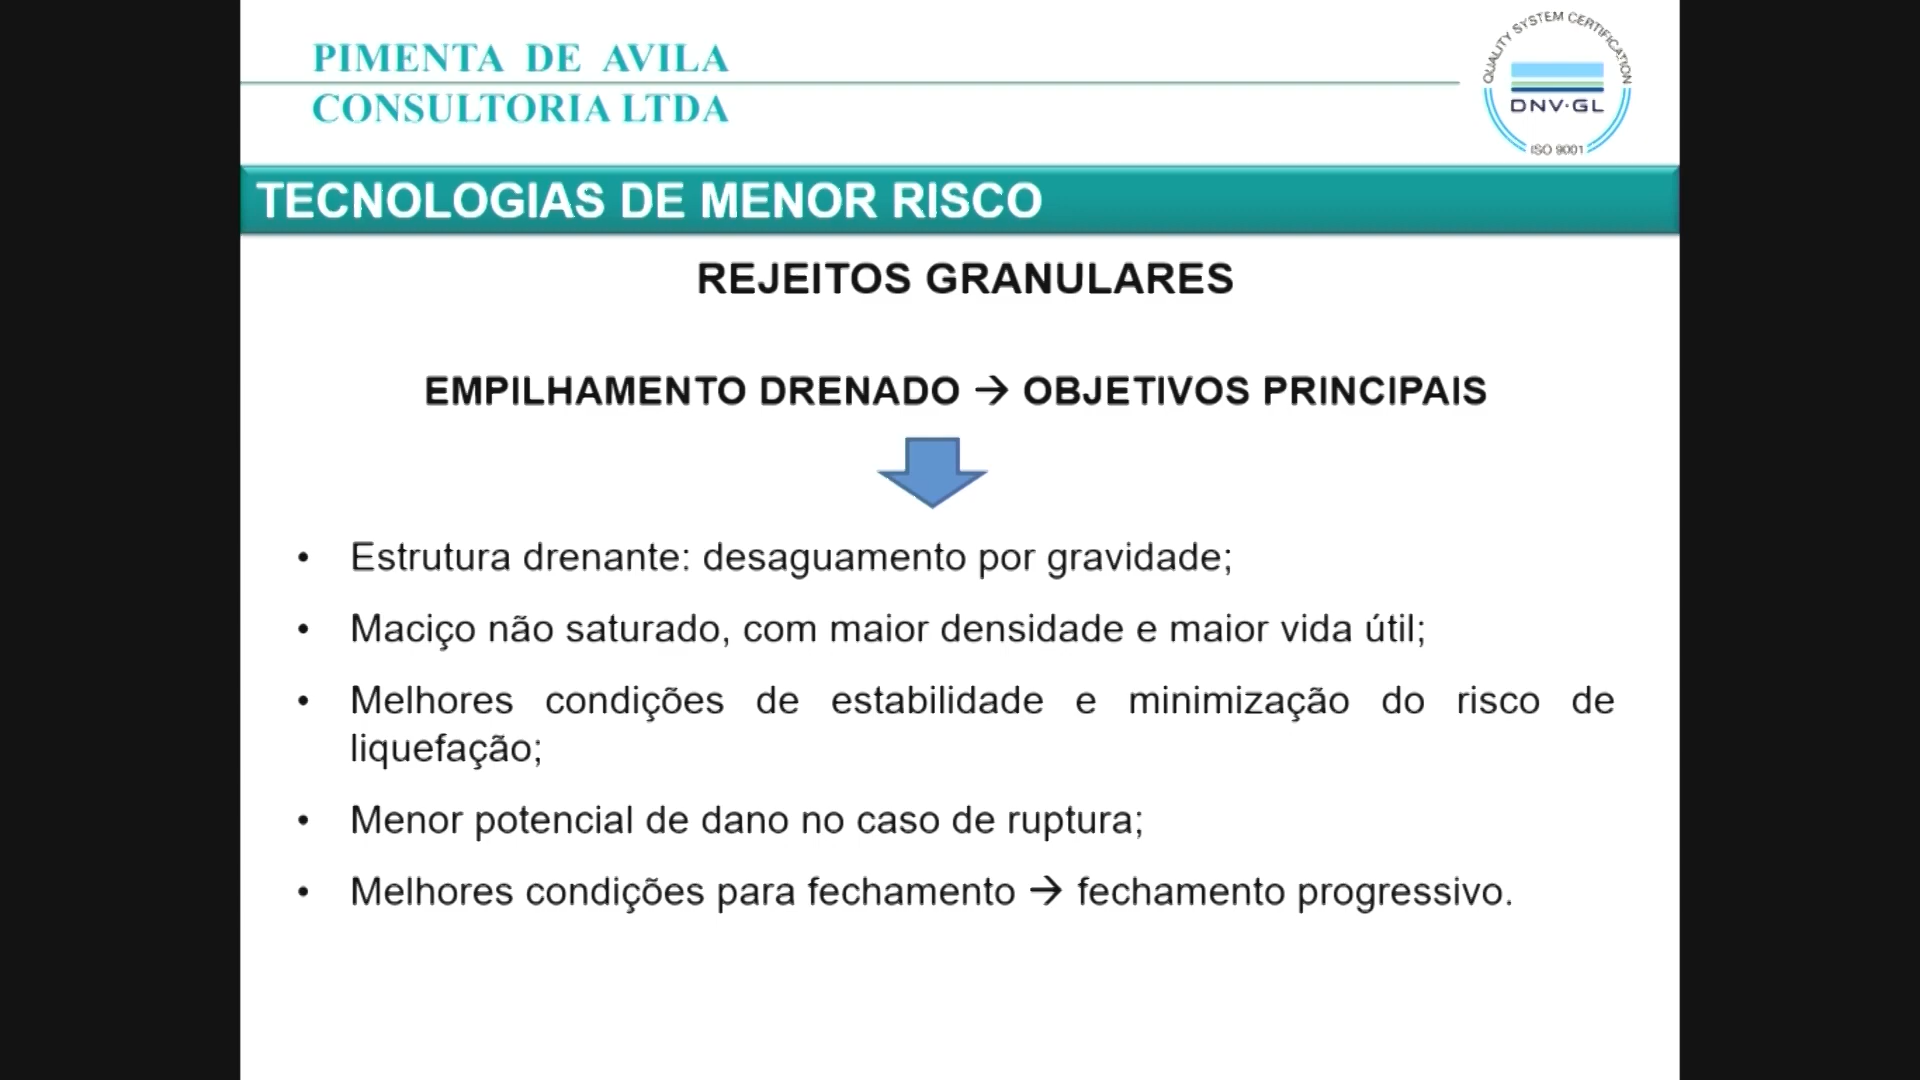 PIMENTA DE AVILA
CONSULTORIA LTDA
QUALITY SYSTEM CERTIFICATION
DNV·GL
ISO 9001
TECNOLOGIAS DE MENOR RISCO
REJEITOS GRANULARES
EMPILHAMENTO DRENADO → OBJETIVOS PRINCIPAIS
• Estrutura drenante: desaguamento por gravidade;
• Maciço não saturado, com maior densidade e maior vida útil;
• Melhores condições de estabilidade e minimização do risco de
liquefação;
• Menor potencial de dano no caso de ruptura;
• Melhores condições para fechamento → fechamento progressivo.